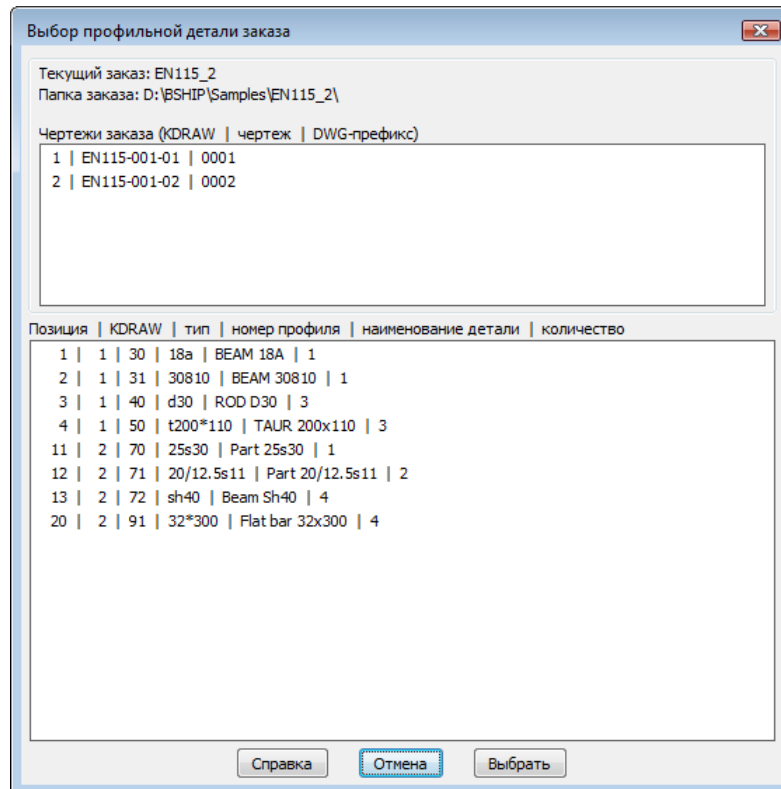 Выбор профильной детали заказа
Текущий заказ: EN115_2
Папка заказа: D:\BSHIP\Samples\EN115_2\
Чертежи заказа (KDRAW | чертеж | DWG-префикс)
1 | EN115-001-01 | 0001
2 | EN115-001-02 | 0002
Позиция | KDRAW | тип | номер профиля | наименование детали | количество
1 | 1 | 30 | 18a | BEAM 18A | 1
2 | 1 | 31 | 30810 | BEAM 30810 | 1
3 | 1 | 40 | d30 | ROD D30 | 3
4 | 1 | 50 | t200*110 | TAUR 200x110 | 3
11 | 2 | 70 | 25s30 | Part 25s30 | 1
12 | 2 | 71 | 20/12.5s11 | Part 20/12.5s11 | 2
13 | 2 | 72 | sh40 | Beam Sh40 | 4
20 | 2 | 91 | 32*300 | Flat bar 32x300 | 4
Справка Отмена Выбрать